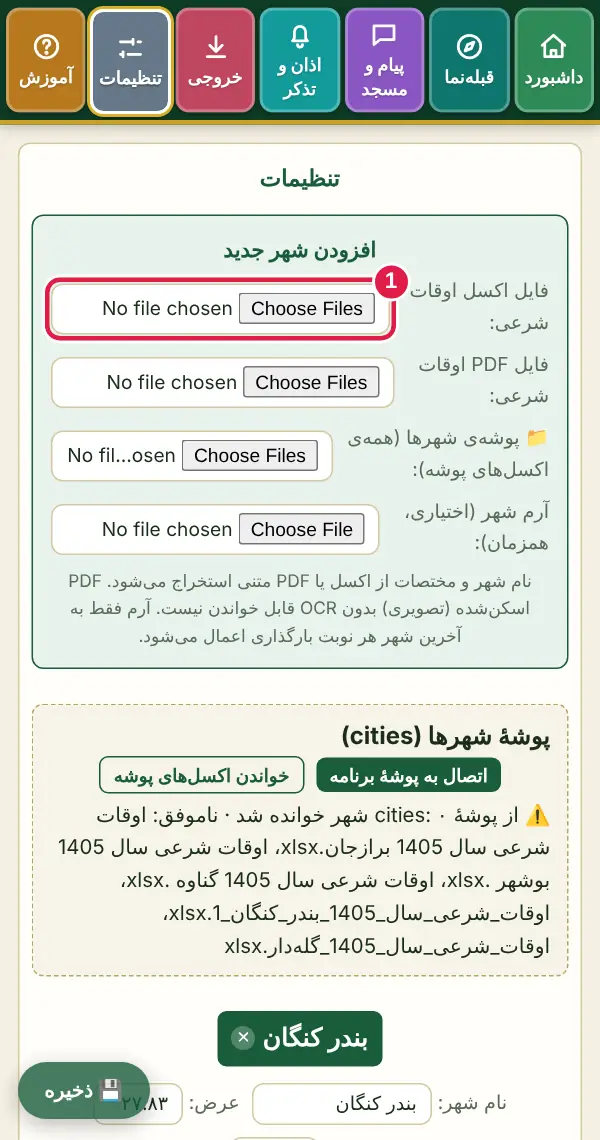 داشبورد
قبله‌نما
پیام و
مسجد
اذان و
تذکر
خروجی
تنظیمات
آموزش
تنظیمات
افزودن شهر جدید
1
فایل اکسل اوقات
شرعی:
Choose Files No file chosen
فایل PDF اوقات
شرعی:
Choose Files No file chosen
📁 پوشه‌ی شهرها (همه‌ی
اکسل‌های پوشه):
Choose Files No fil...osen
آرم شهر (اختیاری،
همزمان):
Choose File No file chosen
نام شهر و مختصات از اکسل یا PDF متنی استخراج می‌شود. PDF
اسکن‌شده (تصویری) بدون OCR قابل خواندن نیست. آرم فقط به
آخرین شهر هر نوبت بارگذاری اعمال می‌شود.
پوشهٔ شهرها (cities)
اتصال به پوشهٔ برنامه
خواندن اکسل‌های پوشه
⚠️ از پوشهٔ cities: ۰ شهر خوانده شد · ناموفق: اوقات
شرعی سال 1405 برازجان.xlsx، اوقات شرعی سال 1405
بوشهر .xlsx، اوقات شرعی سال 1405 گناوه .xlsx،
اوقات_شرعی_سال_1405_بندر_کنگان_1.xlsx،
اوقات_شرعی_سال_1405_گله‌دار.xlsx
بندر کنگان ✕
نام شهر: بندر کنگان عرض: ۲۷.۸۳
💾 ذخیره